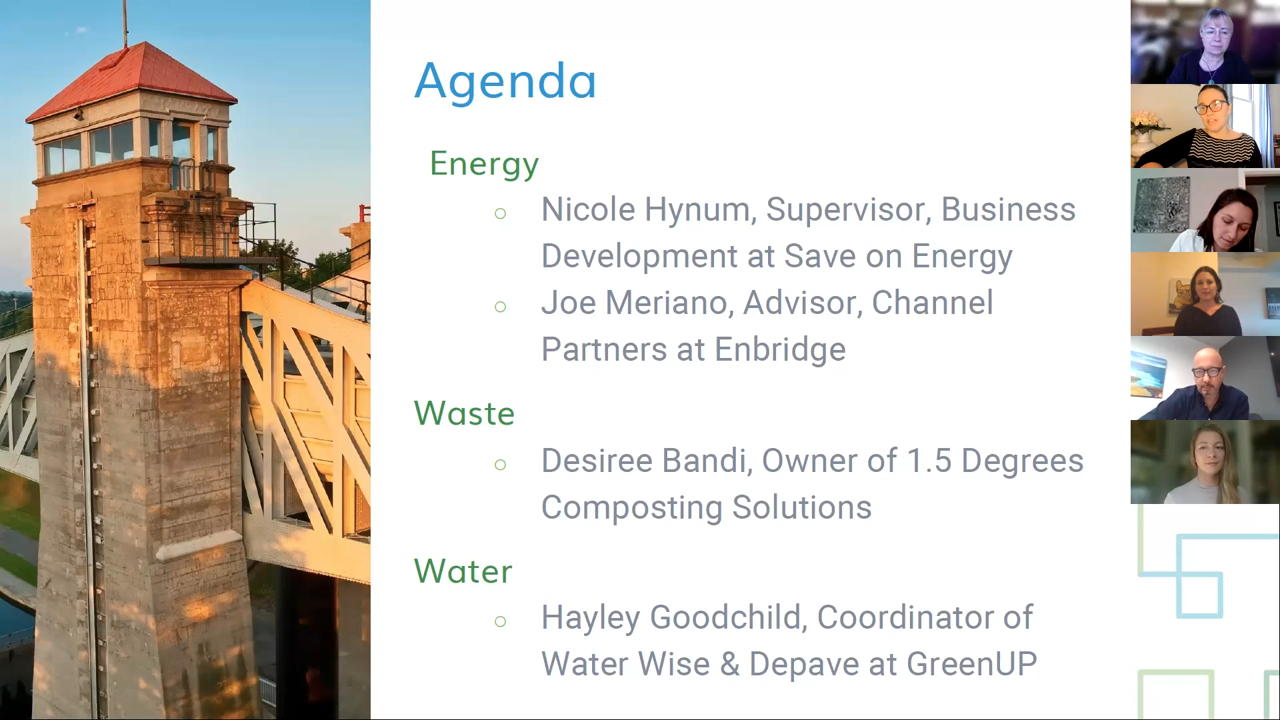 Agenda
Energy
Nicole Hynum, Supervisor, Business
Development at Save on Energy
Joe Meriano, Advisor, Channel
Partners at Enbridge
Waste
Desiree Bandi, Owner of 1.5 Degrees
Composting Solutions
Water
Hayley Goodchild, Coordinator of
Water Wise & Depave at GreenUP